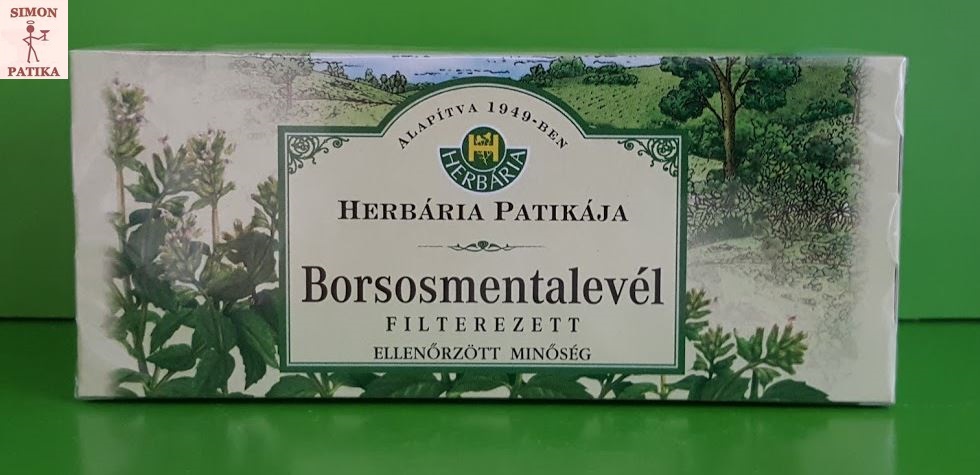 SIMON
PATIKA
ALAPÍTVA 1949-BEN
H
HERBÁRIA
HERBÁRIA PATIKÁJA
Borsosmentalevél
FILTEREZETT
ELLENŐRZÖTT MINŐSÉG